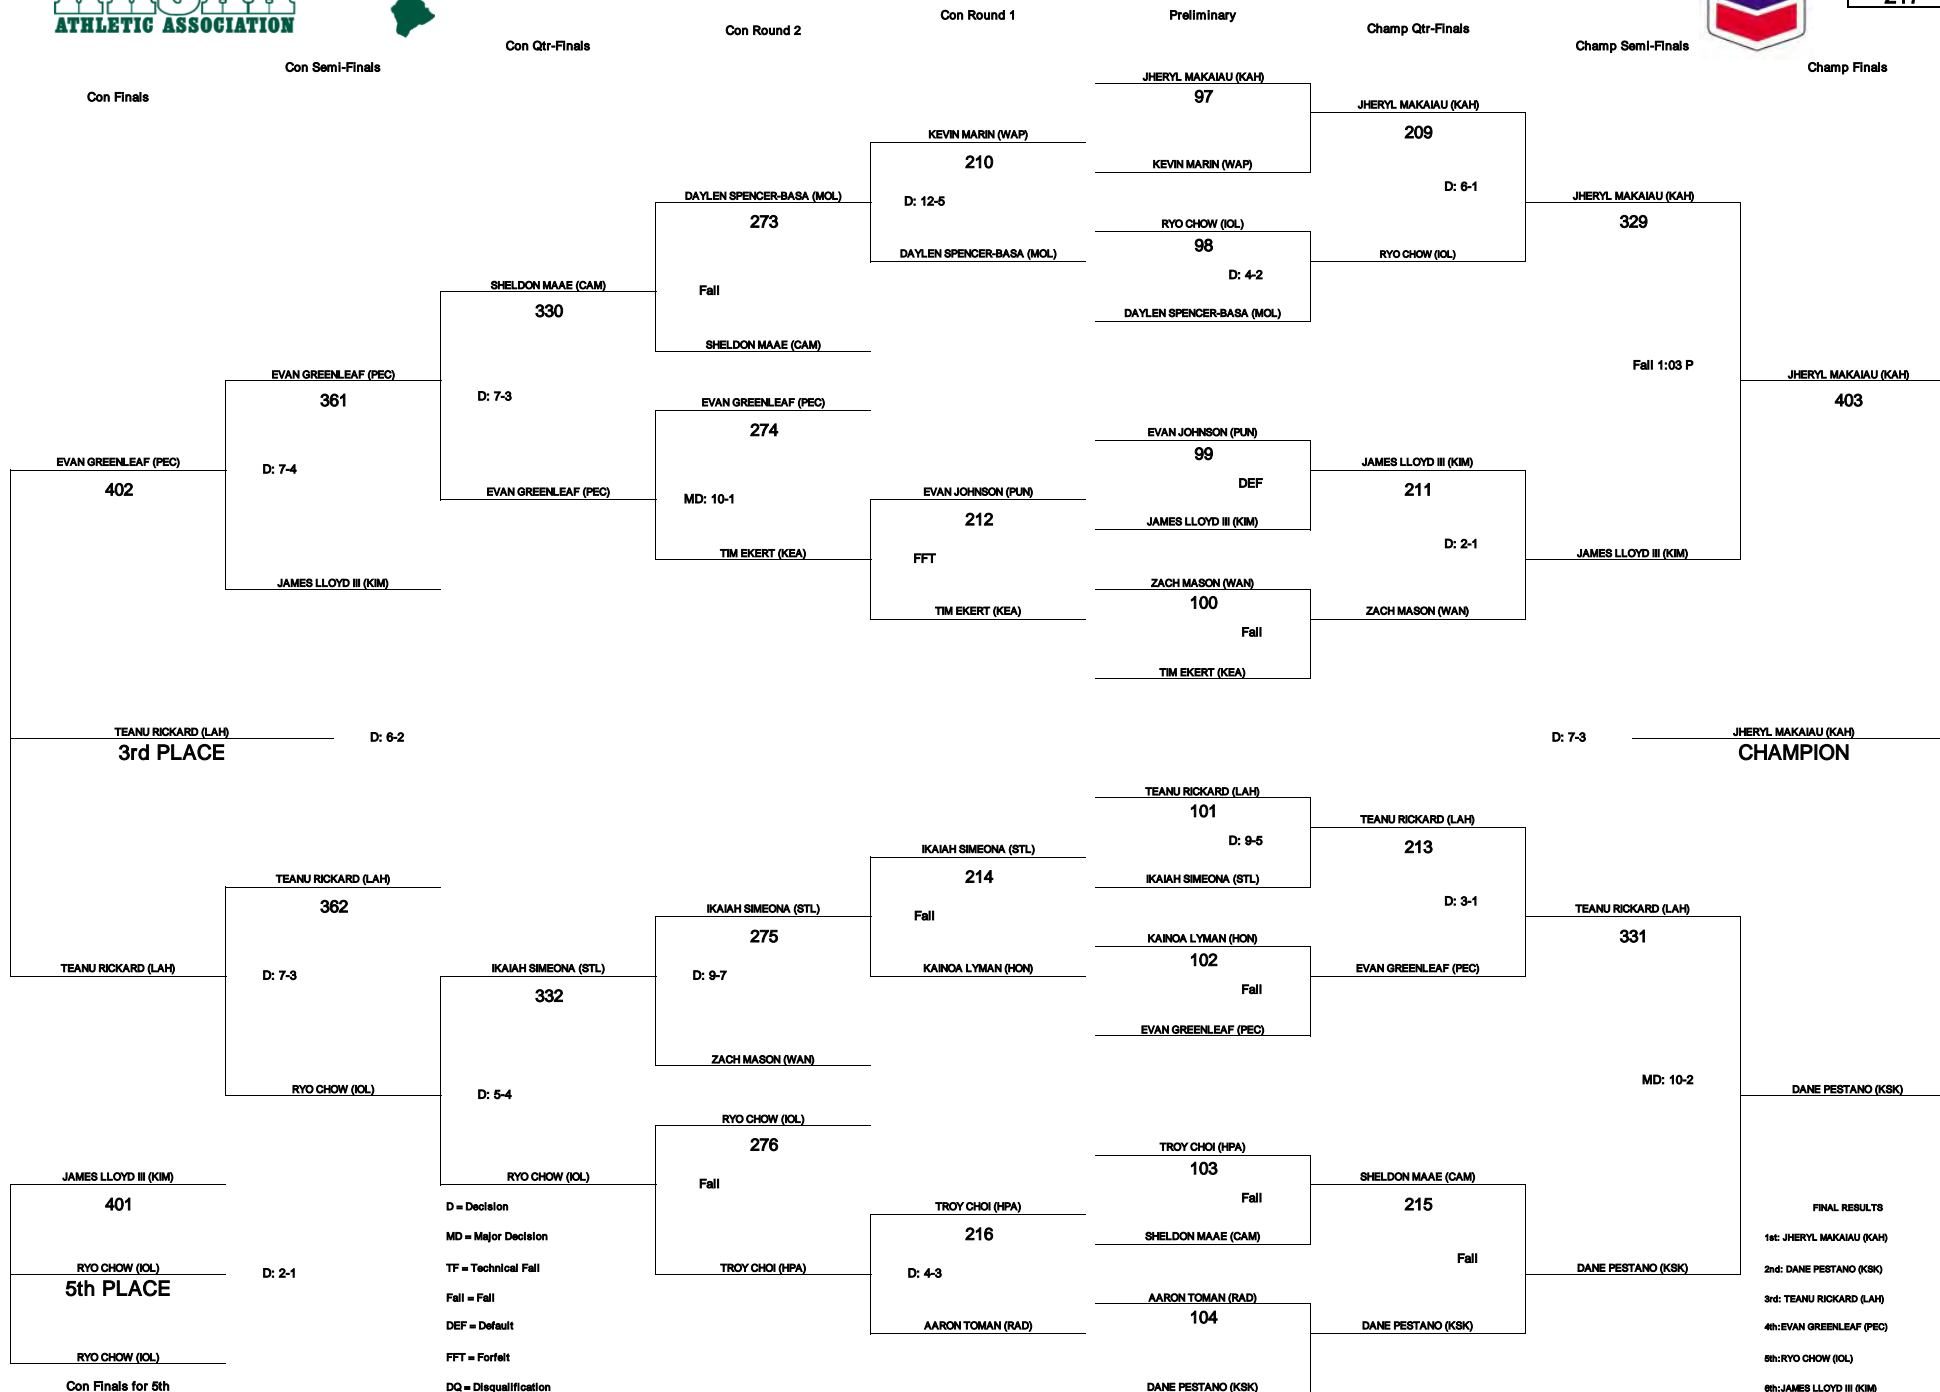 ATHLETIC ASSOCIATION
Con Finals
Con Semi-Finals
Con Qtr-Finals
Con Round 2
Con Round 1
Preliminary
Champ Qtr-Finals
Champ Semi-Finals
Champ Finals
JHERYL MAKAIAU (KAH)
97
KEVIN MARIN (WAP)
RYO CHOW (IOL)
98
D: 4-2
DAYLEN SPENCER-BASA (MOL)
EVAN JOHNSON (PUN)
99
DEF
JAMES LLOYD III (KIM)
ZACH MASON (WAN)
100
Fall
TIM EKERT (KEA)
JHERYL MAKAIAU (KAH)
209
D: 6-1
RYO CHOW (IOL)
JAMES LLOYD III (KIM)
211
D: 2-1
ZACH MASON (WAN)
JHERYL MAKAIAU (KAH)
329
Fall 1:03 P
JAMES LLOYD III (KIM)
JHERYL MAKAIAU (KAH)
403
KEVIN MARIN (WAP)
210
D: 12-5
DAYLEN SPENCER-BASA (MOL)
EVAN JOHNSON (PUN)
212
FFT
TIM EKERT (KEA)
DAYLEN SPENCER-BASA (MOL)
273
Fall
SHELDON MAAE (CAM)
EVAN GREENLEAF (PEC)
274
MD: 10-1
TIM EKERT (KEA)
SHELDON MAAE (CAM)
330
D: 7-3
EVAN GREENLEAF (PEC)
EVAN GREENLEAF (PEC)
361
D: 7-4
JAMES LLOYD III (KIM)
EVAN GREENLEAF (PEC)
402
TEANU RICKARD (LAH)
3rd PLACE
D: 6-2
D: 7-3
JHERYL MAKAIAU (KAH)
CHAMPION
TEANU RICKARD (LAH)
101
D: 9-5
IKAIAH SIMEONA (STL)
KAINOA LYMAN (HON)
102
Fall
EVAN GREENLEAF (PEC)
TROY CHOI (HPA)
103
Fall
SHELDON MAAE (CAM)
AARON TOMAN (RAD)
104
DANE PESTANO (KSK)
TEANU RICKARD (LAH)
213
D: 3-1
EVAN GREENLEAF (PEC)
SHELDON MAAE (CAM)
215
Fall
DANE PESTANO (KSK)
TEANU RICKARD (LAH)
331
MD: 10-2
DANE PESTANO (KSK)
DANE PESTANO (KSK)
IKAIAH SIMEONA (STL)
214
Fall
KAINOA LYMAN (HON)
TROY CHOI (HPA)
216
D: 4-3
AARON TOMAN (RAD)
IKAIAH SIMEONA (STL)
275
D: 9-7
ZACH MASON (WAN)
RYO CHOW (IOL)
276
Fall
TROY CHOI (HPA)
IKAIAH SIMEONA (STL)
332
D: 5-4
RYO CHOW (IOL)
TEANU RICKARD (LAH)
362
D: 7-3
RYO CHOW (IOL)
TEANU RICKARD (LAH)
JAMES LLOYD III (KIM)
401
RYO CHOW (IOL)
5th PLACE
D: 2-1
RYO CHOW (IOL)
Con Finals for 5th
D = Decision
MD = Major Decision
TF = Technical Fall
Fall = Fall
DEF = Default
FFT = Forfeit
DQ = Disqualification
FINAL RESULTS
1st: JHERYL MAKAIAU (KAH)
2nd: DANE PESTANO (KSK)
3rd: TEANU RICKARD (LAH)
4th:EVAN GREENLEAF (PEC)
5th:RYO CHOW (IOL)
6th:JAMES LLOYD III (KIM)